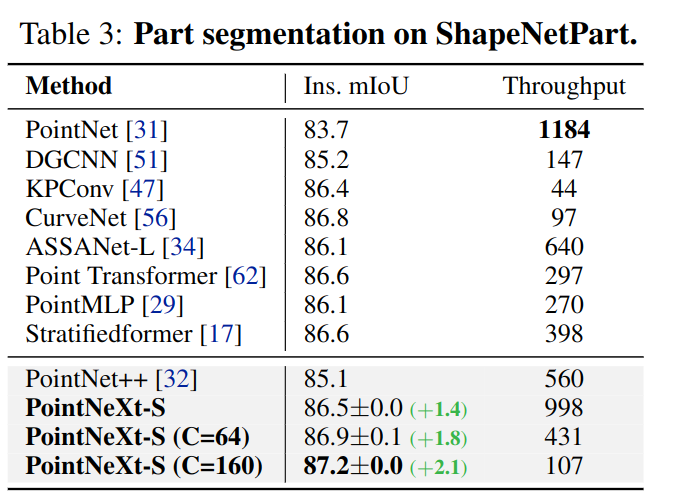 Table 3: Part segmentation on ShapeNetPart.
Method Ins. mIoU Throughput
PointNet [31] 83.7 1184
DGCNN [51] 85.2 147
KPConv [47] 86.4 44
CurveNet [56] 86.8 97
ASSANet-L [34] 86.1 640
Point Transformer [62] 86.6 297
PointMLP [29] 86.1 270
Stratifiedformer [17] 86.6 398
PointNet++ [32] 85.1 560
PointNeXt-S 86.5±0.0 (+1.4) 998
PointNeXt-S (C=64) 86.9±0.1 (+1.8) 431
PointNeXt-S (C=160) 87.2±0.0 (+2.1) 107